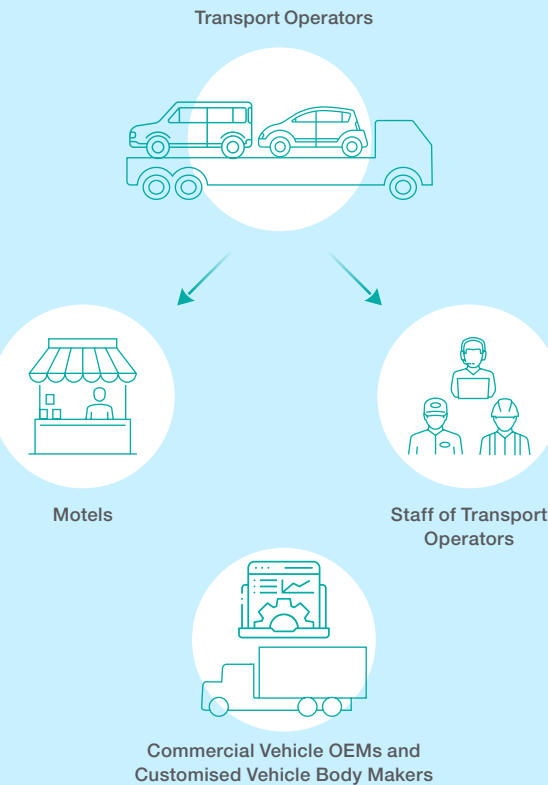 Transport Operators
Motels
Staff of Transport
Operators
Commercial Vehicle OEMs and
Customised Vehicle Body Makers